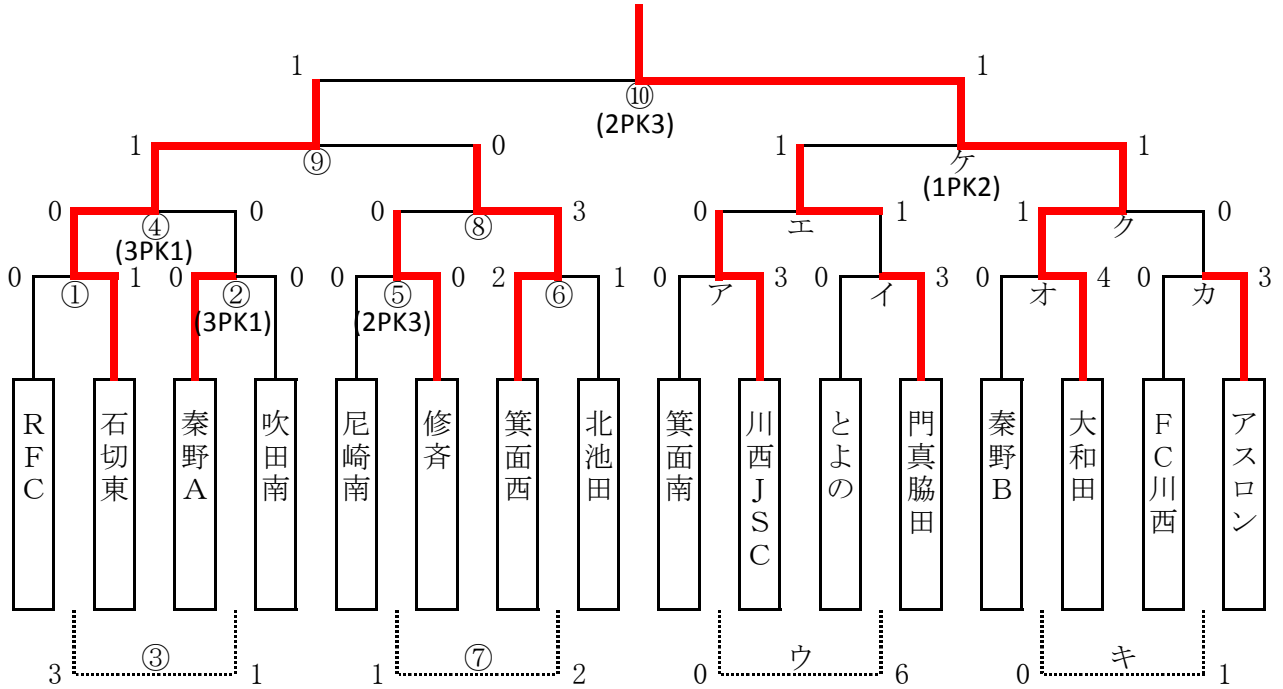 1 1
⑩
(2PK3)
1 0 1 1
⑨ ケ
(1PK2)
0 0 0 3 0 1 1 0
④ ⑧ エ ク
(3PK1)
0 1 0 0 0 0 2 1 0 3 0 3 0 4 0 3
① ② ⑤ ⑥ ア イ オ カ
(3PK1) (2PK3)
RFC
石切東
秦野A
吹田南
尼崎南
修斉
箕面西
北池田
箕面南
川西JSC
とよの
門真脇田
秦野B
大和田
FC川西
アスロン
3 ③ 1 1 ⑦ 2 0 ウ 6 0 キ 1